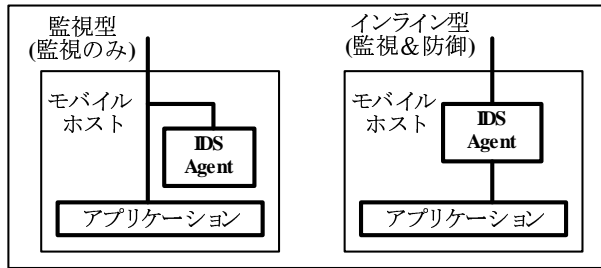 監視型
(監視のみ)
モバイル
ホスト
IDS
Agent
アプリケーション
インライン型
(監視&防御)
モバイル
ホスト
IDS
Agent
アプリケーション